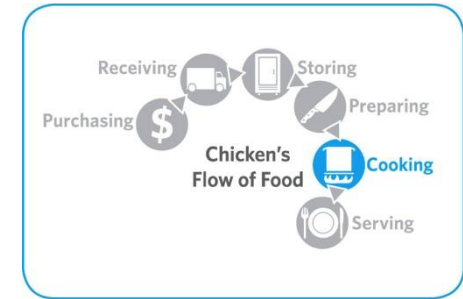 Receiving
Storing
Purchasing
$
Preparing
Chicken's
Flow of Food
Cooking
Serving